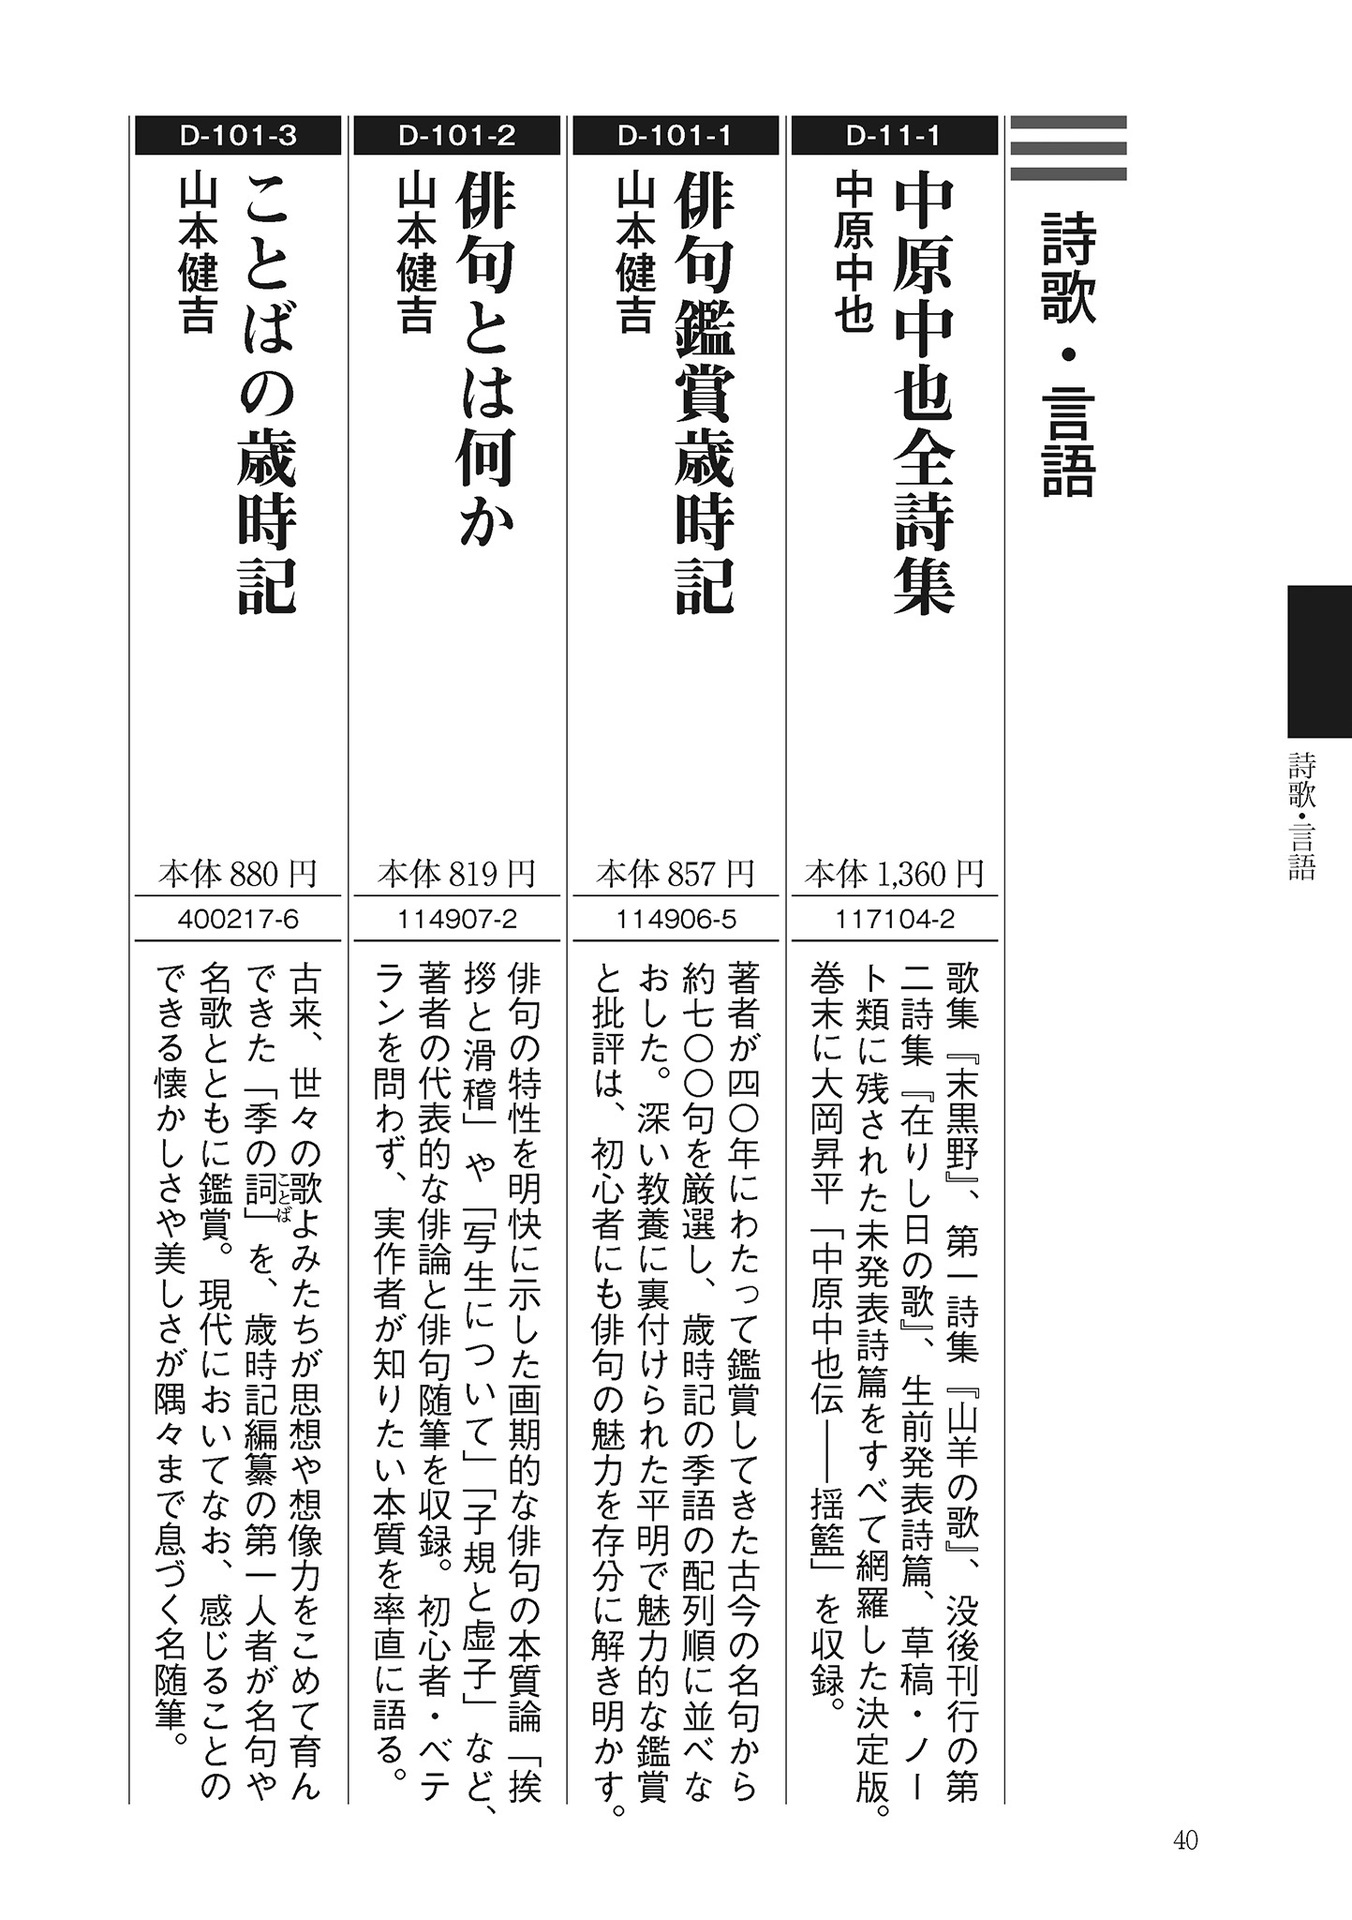 詩歌・言語
D-11-1
中原中也全詩集
中原中也
本体1,360円
117104-2
歌集『末黒野』、第一詩集『山羊の歌』、没後刊行の第
二詩集『在りし日の歌』、生前発表詩篇、草稿・ノー
ト類に残された未発表詩篇をすべて網羅した決定版。
巻末に大岡昇平「中原中也伝――揺籃」を収録。
D-101-1
俳句鑑賞歳時記
山本健吉
本体857円
114906-5
著者が四〇年にわたって鑑賞してきた古今の名句から
約七〇〇句を厳選し、歳時記の季語の配列順に並べな
おした。深い教養に裏付けられた平明で魅力的な鑑賞
と批評は、初心者にも俳句の魅力を存分に解き明かす。
D-101-2
俳句とは何か
山本健吉
本体819円
114907-2
俳句の特性を明快に示した画期的な俳句の本質論「挨
拶と滑稽」や「写生について」「子規と虚子」など、
著者の代表的な俳論と俳句随筆を収録。初心者・ベテ
ランを問わず、実作者が知りたい本質を率直に語る。
D-101-3
ことばの歳時記
山本健吉
本体880円
400217-6
古来、世々の歌よみたちが思想や想像力をこめて育ん
できた「季の詞」を、歳時記編纂の第一人者が名句や
ことば
名歌とともに鑑賞。現代においてなお、感じることの
できる懐かしさや美しさが隅々まで息づく名随筆。
詩歌・言語
40